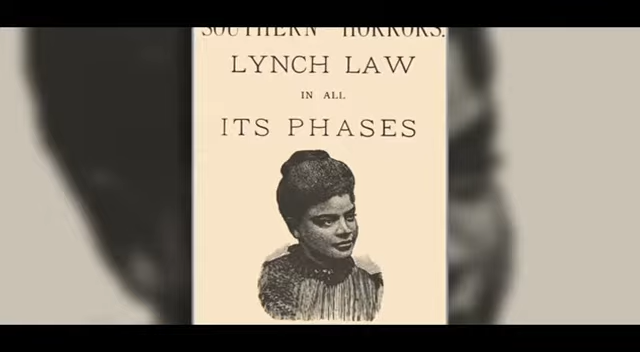 SOUTHERN HORRORS.
LYNCH LAW
IN ALL
ITS PHASES